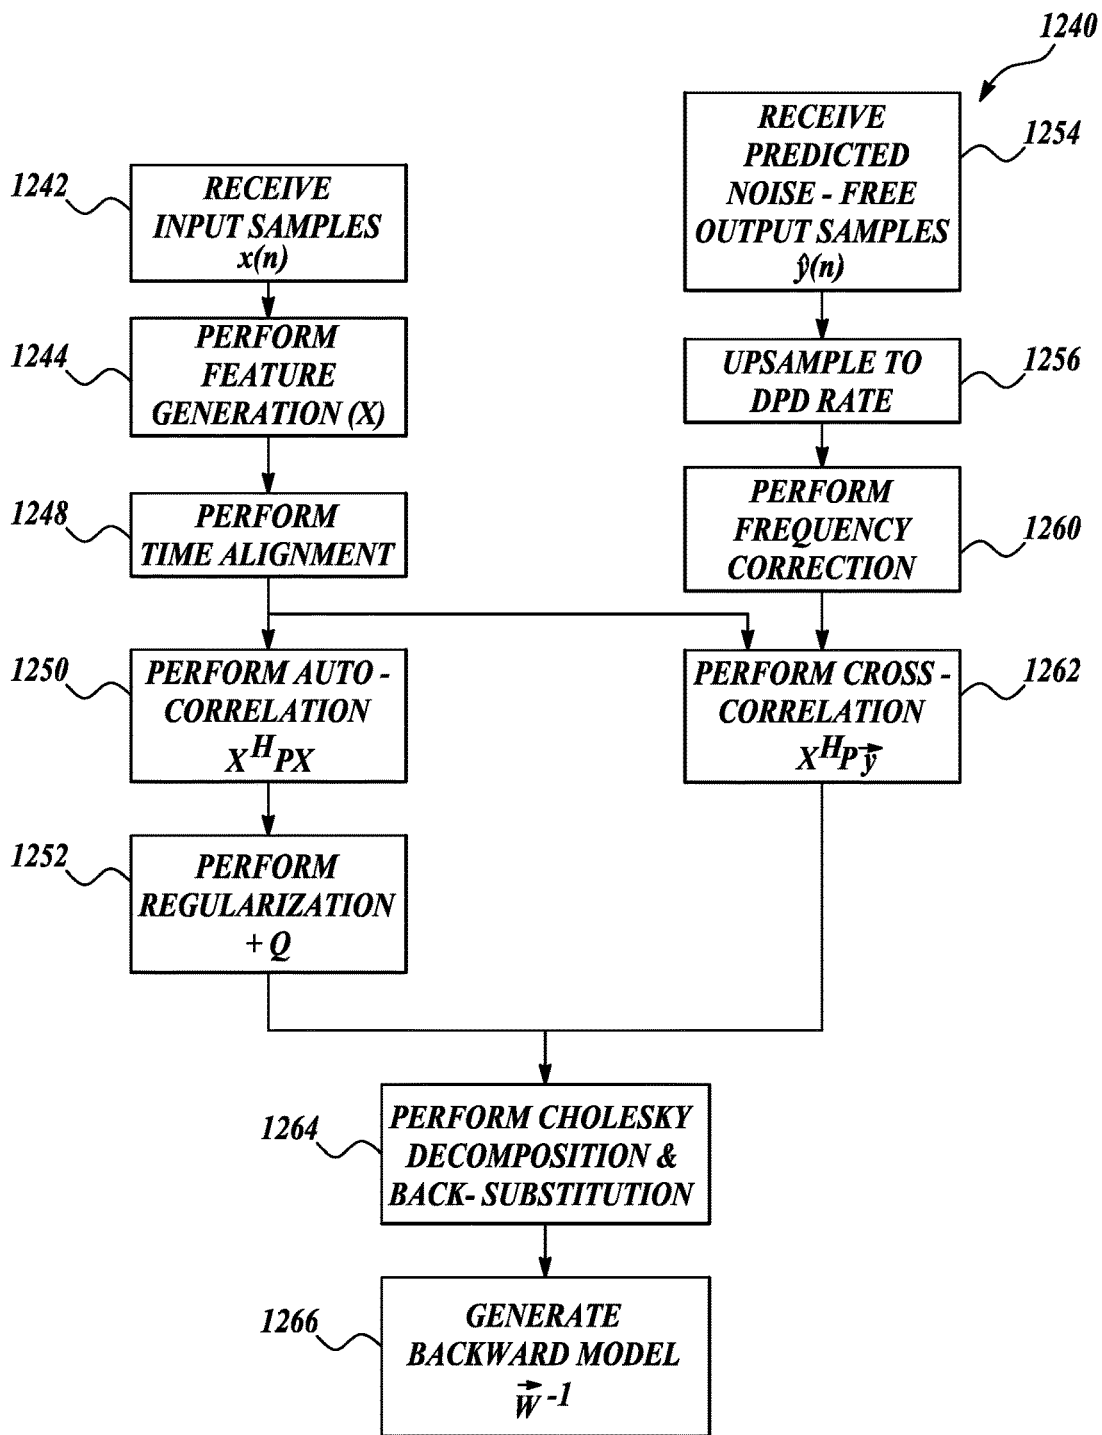 1240
1242
RECEIVE
INPUT SAMPLES
x(n)
1254
RECEIVE
PREDICTED
NOISE - FREE
OUTPUT SAMPLES
ŷ(n)
1244
PERFORM
FEATURE
GENERATION (X)
1256
UPSAMPLE TO
DPD RATE
1248
PERFORM
TIME ALIGNMENT
1260
PERFORM
FREQUENCY
CORRECTION
1250
PERFORM AUTO -
CORRELATION
X^H PX
1262
PERFORM CROSS -
CORRELATION
X^H P y⃗
1252
PERFORM
REGULARIZATION
+ Q
1264
PERFORM CHOLESKY
DECOMPOSITION &
BACK- SUBSTITUTION
1266
GENERATE
BACKWARD MODEL
W⃗ -1